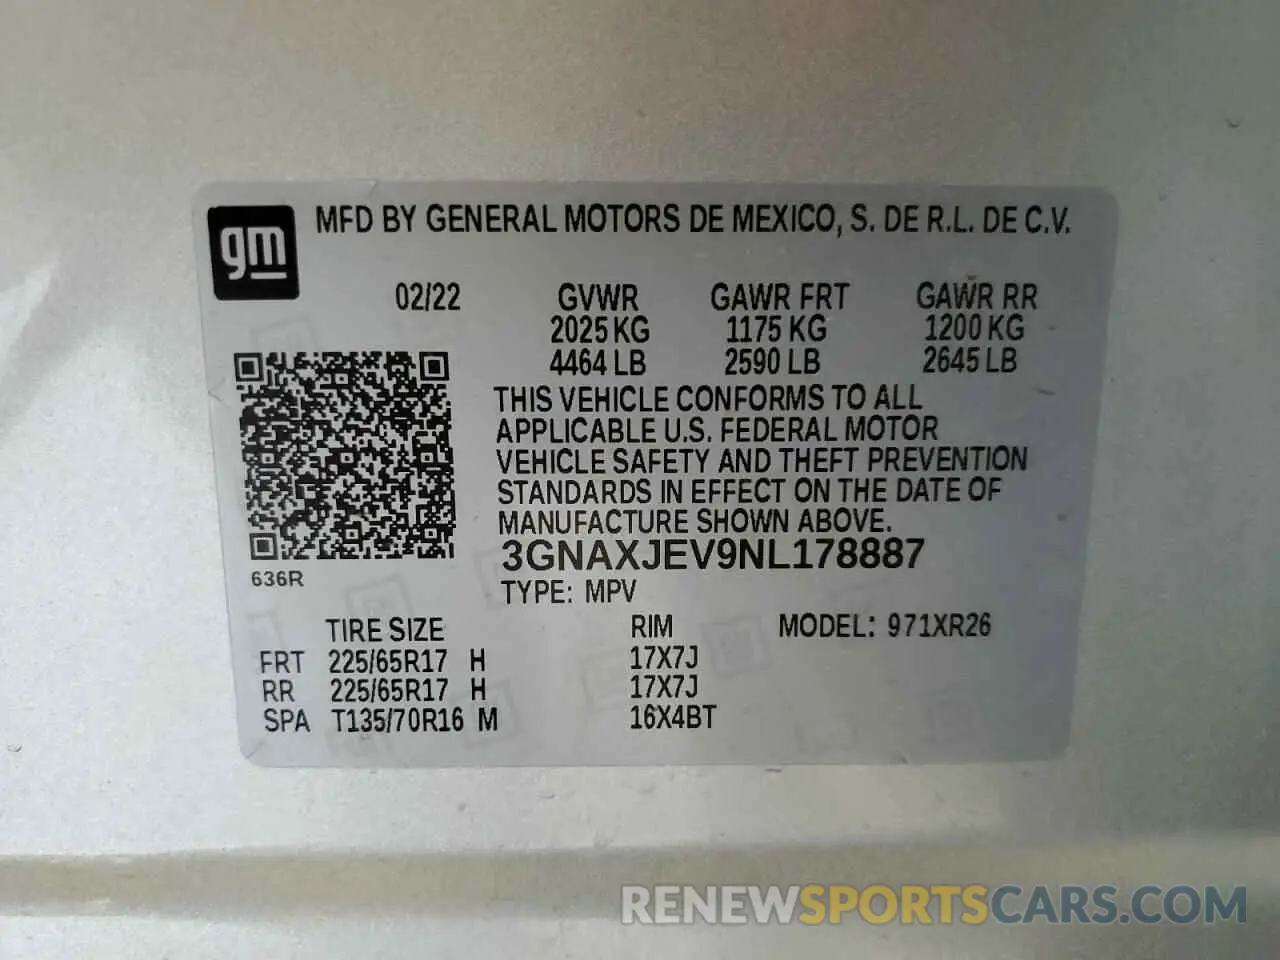 gm
MFD BY GENERAL MOTORS DE MEXICO, S. DE R.L. DE C.V.
02/22 GVWR GAWR FRT GAWR RR
2025 KG 1175 KG 1200 KG
4464 LB 2590 LB 2645 LB
THIS VEHICLE CONFORMS TO ALL
APPLICABLE U.S. FEDERAL MOTOR
VEHICLE SAFETY AND THEFT PREVENTION
STANDARDS IN EFFECT ON THE DATE OF
MANUFACTURE SHOWN ABOVE.
3GNAXJEV9NL178887
636R
TYPE: MPV
TIRE SIZE RIM MODEL: 971XR26
FRT 225/65R17 H 17X7J
RR 225/65R17 H 17X7J
SPA T135/70R16 M 16X4BT
RENEWSPORTSCARS.COM